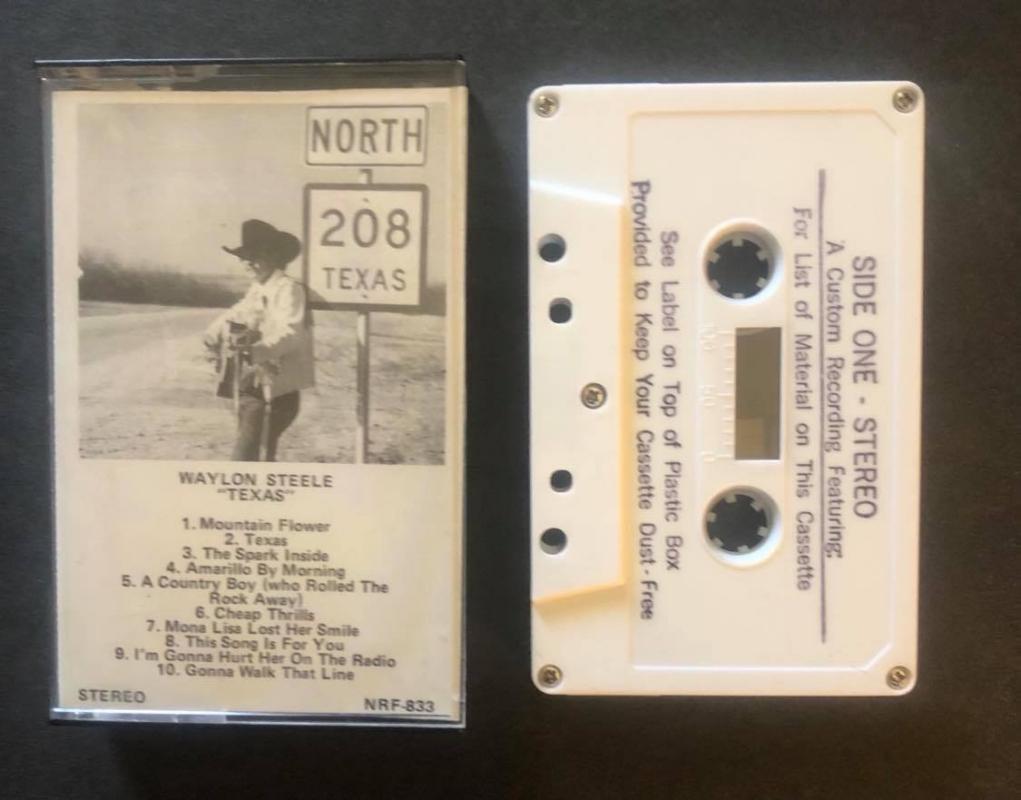 NORTH
208
TEXAS
WAYLON STEELE
"TEXAS"
1. Mountain Flower
2. Texas
3. The Spark Inside
4. Amarillo By Morning
5. A Country Boy (who Rolled The
Rock Away)
6. Cheap Thrills
7. Mona Lisa Lost Her Smile
8. This Song Is For You
9. I'm Gonna Hurt Her On The Radio
10. Gonna Walk That Line
STEREO
NRF-833
SIDE ONE - STEREO
A Custom Recording Featuring:
For List of Material on This Cassette
See Label on Top of Plastic Box
Provided to Keep Your Cassette Dust-Free